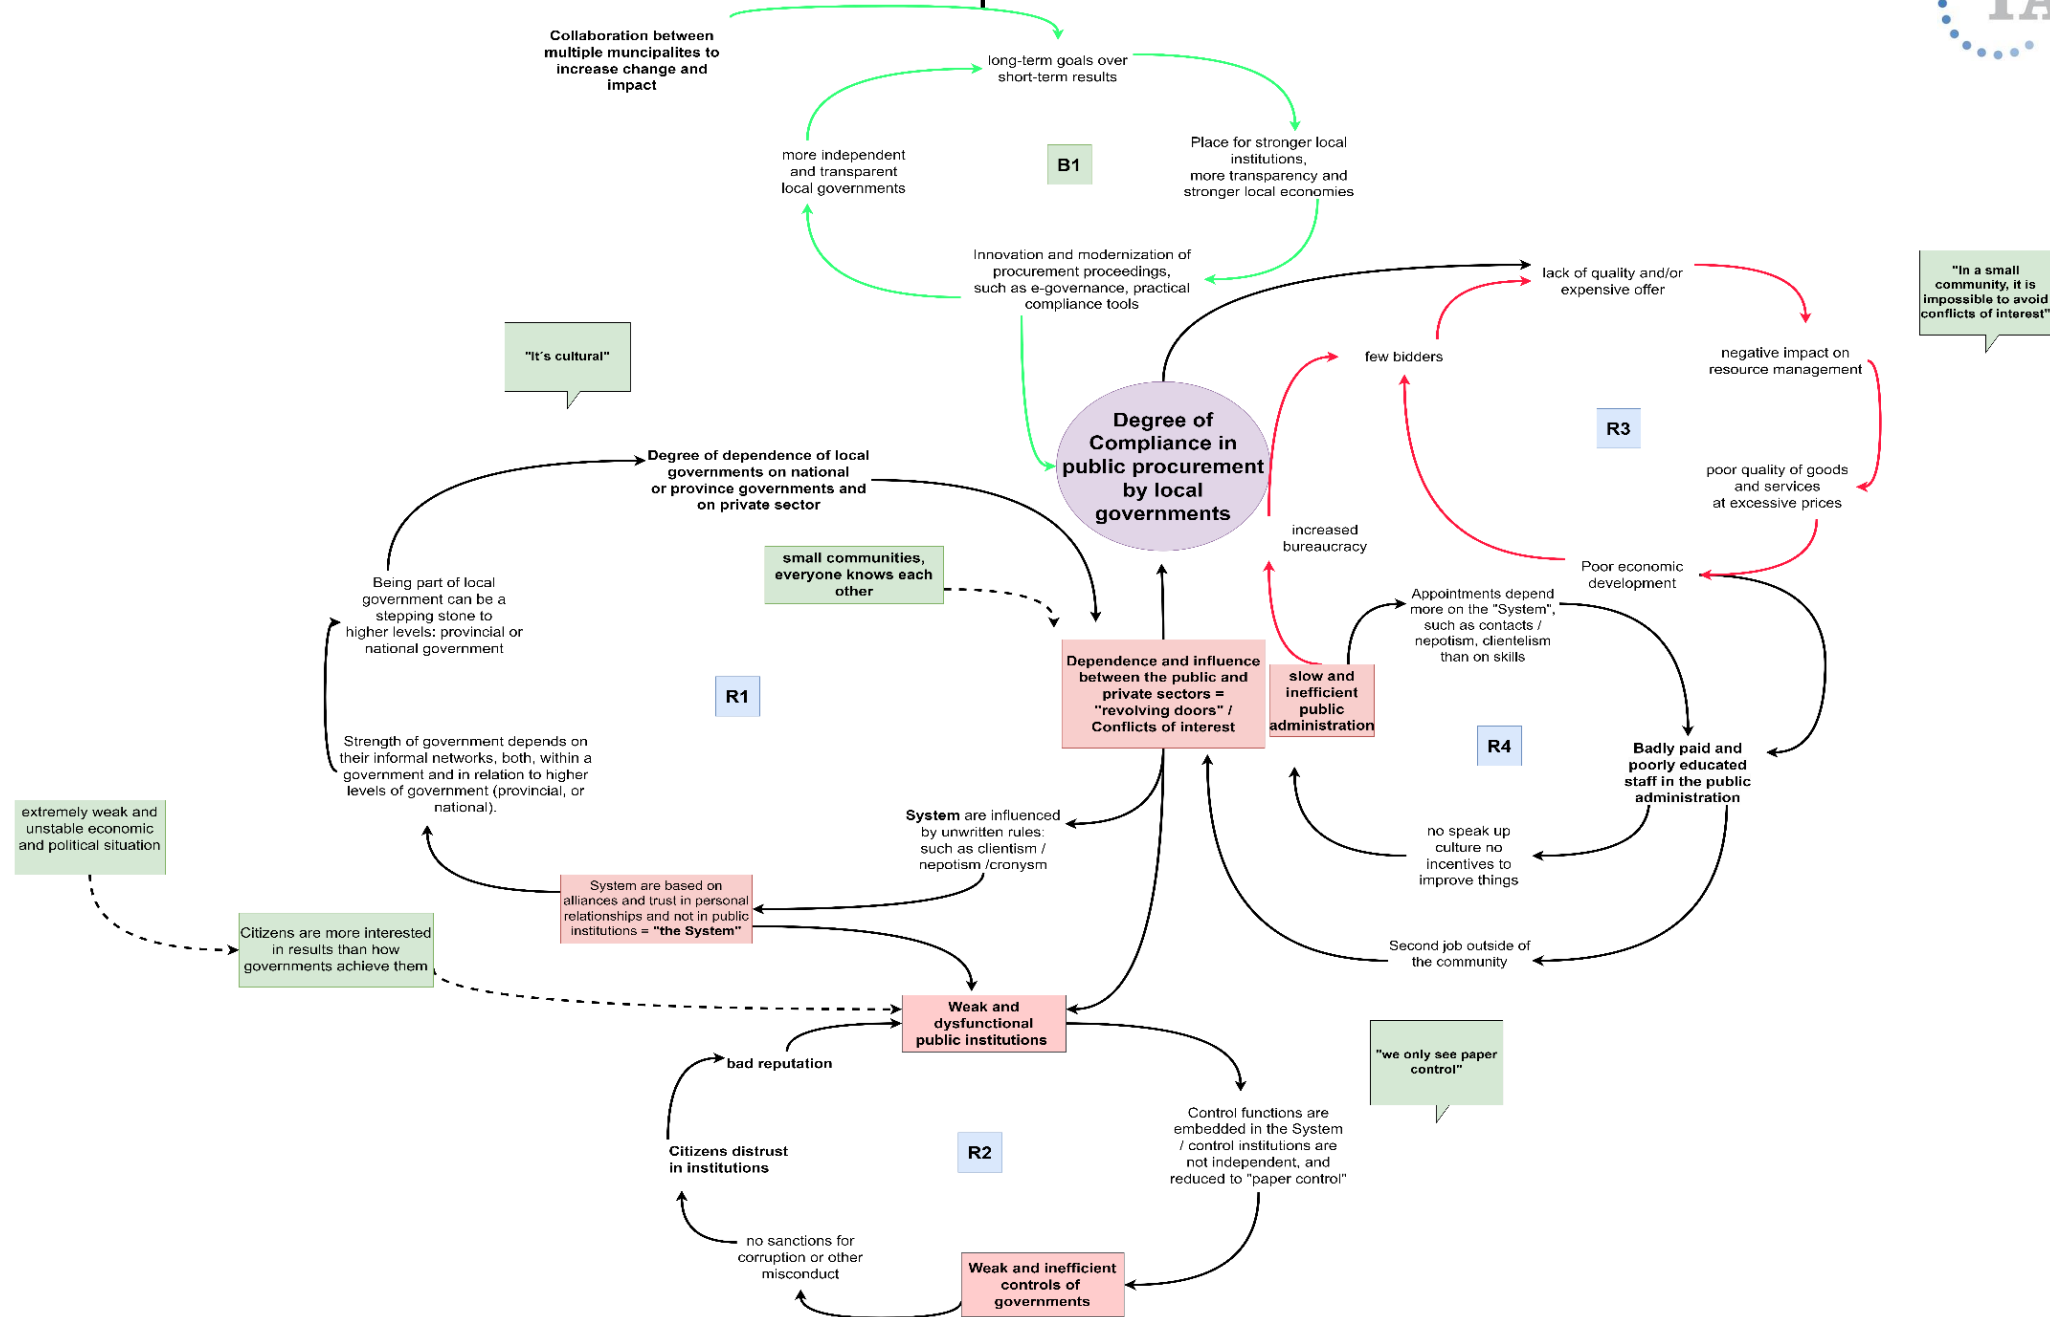 Collaboration between
multiple muncipalites to
increase change and
impact
long-term goals over
short-term results
more independent
and transparent
local governments
B1
Place for stronger local
institutions,
more transparency and
stronger local economies
Innovation and modernization of
procurement proceedings,
such as e-governance, practical
compliance tools
lack of quality and/or
expensive offer
"In a small
community, it is
impossible to avoid
conflicts of interest"
"It´s cultural"
few bidders
negative impact on
resource management
R3
Degree of
Compliance in
public procurement
by local
governments
Degree of dependence of local
governments on national
or province governments and
on private sector
poor quality of goods
and services
at excessive prices
increased
bureaucracy
small communities,
everyone knows each
other
Poor economic
development
Being part of local
government can be a
stepping stone to
higher levels: provincial or
national government
Appointments depend
more on the "System",
such as contacts /
nepotism, clientelism
than on skills
Dependence and influence
between the public and
private sectors =
"revolving doors" /
Conflicts of interest
slow and
inefficient
public
administration
R1
R4
Strength of government depends on
their informal networks, both, within a
government and in relation to higher
levels of government (provincial, or
national).
Badly paid and
poorly educated
staff in the public
administration
extremely weak and
unstable economic
and political situation
System are influenced
by unwritten rules:
such as clientism /
nepotism /cronysm
no speak up
culture no
incentives to
improve things
System are based on
alliances and trust in personal
relationships and not in public
institutions = "the System"
Citizens are more interested
in results than how
governments achieve them
Second job outside of
the community
Weak and
dysfunctional
public institutions
bad reputation
"we only see paper
control"
Control functions are
embedded in the System
/ control institutions are
not independent, and
reduced to "paper control"
Citizens distrust
in institutions
R2
no sanctions for
corruption or other
misconduct
Weak and inefficient
controls of
governments